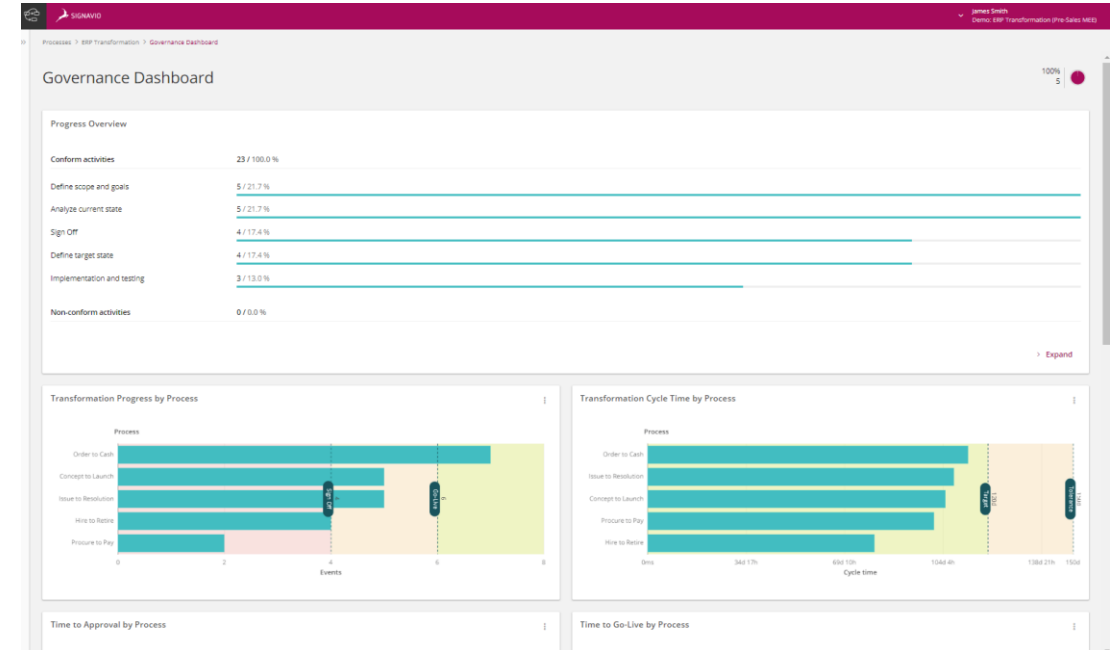 SIGNAVIO
James Smith
Demo: ERP Transformation (Pre-Sales MEE)
Processes > ERP Transformation > Governance Dashboard
Governance Dashboard
100%
5
Progress Overview
Conform activities 23 / 100.0 %
Define scope and goals 5 / 21.7 %
Analyze current state 5 / 21.7 %
Sign Off 4 / 17.4 %
Define target state 4 / 17.4 %
Implementation and testing 3 / 13.0 %
Non-conform activities 0 / 0.0 %
> Expand
Transformation Progress by Process
Process
Order to Cash
Concept to Launch
Issue to Resolution
Hire to Retire
Procure to Pay
Sign Off
4
Go-Live
6
0 2 4 6 8
Events
Transformation Cycle Time by Process
Process
Order to Cash
Issue to Resolution
Concept to Launch
Procure to Pay
Hire to Retire
Target
120d
Tolerance
150d
0ms 34d 17h 69d 10h 104d 4h 138d 21h 150d
Cycle time
Time to Approval by Process
Time to Go-Live by Process